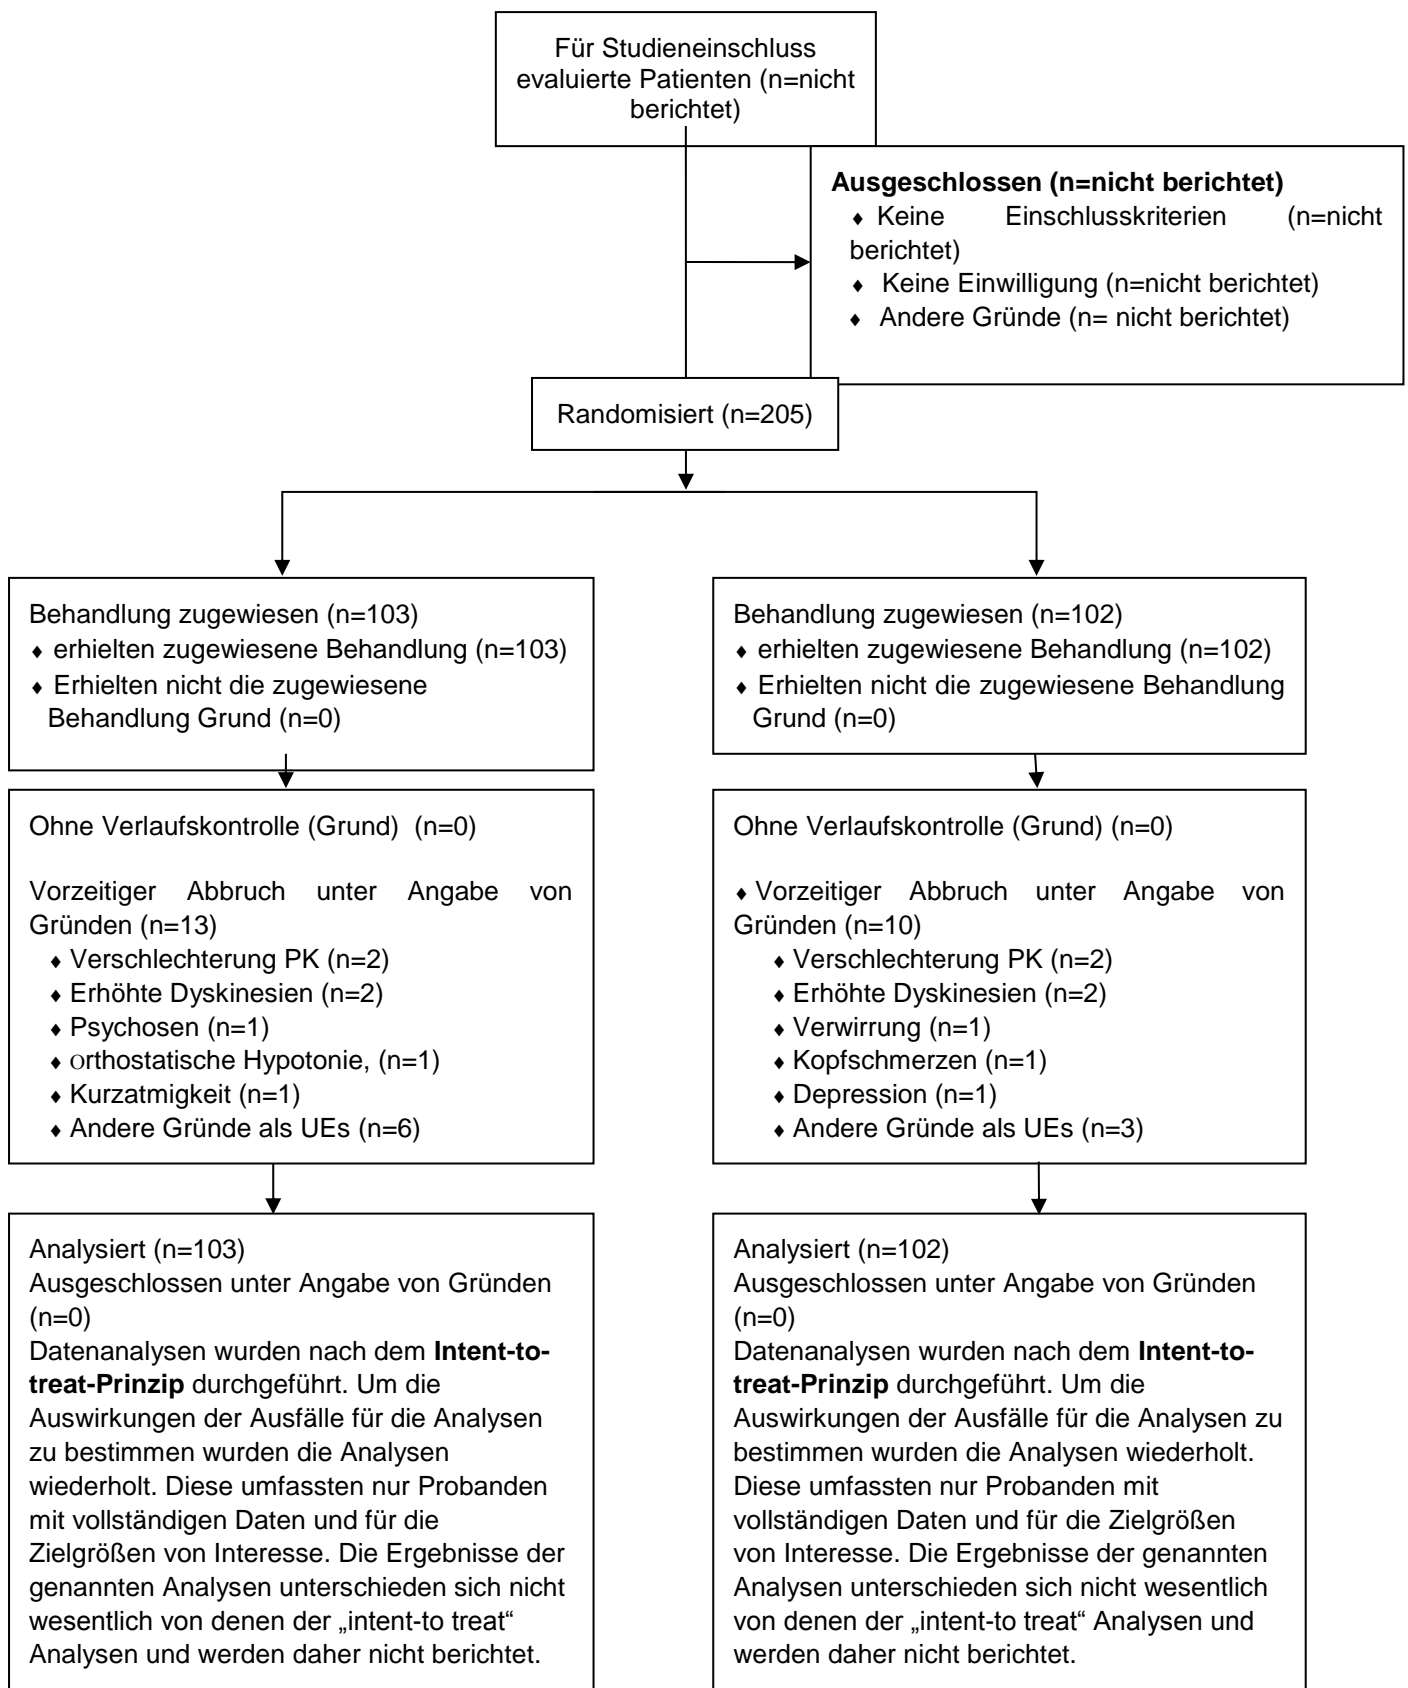 Für Studieneinschluss
evaluierte Patienten (n=nicht
berichtet)
Ausgeschlossen (n=nicht berichtet)
♦ Keine Einschlusskriterien (n=nicht
berichtet)
♦ Keine Einwilligung (n=nicht berichtet)
♦ Andere Gründe (n= nicht berichtet)
Randomisiert (n=205)
Behandlung zugewiesen (n=103)
♦ erhielten zugewiesene Behandlung (n=103)
♦ Erhielten nicht die zugewiesene
Behandlung Grund (n=0)
Behandlung zugewiesen (n=102)
♦ erhielten zugewiesene Behandlung (n=102)
♦ Erhielten nicht die zugewiesene Behandlung
Grund (n=0)
Ohne Verlaufskontrolle (Grund) (n=0)
Vorzeitiger Abbruch unter Angabe von
Gründen (n=13)
♦ Verschlechterung PK (n=2)
♦ Erhöhte Dyskinesien (n=2)
♦ Psychosen (n=1)
♦ orthostatische Hypotonie, (n=1)
♦ Kurzatmigkeit (n=1)
♦ Andere Gründe als UEs (n=6)
Ohne Verlaufskontrolle (Grund) (n=0)
♦ Vorzeitiger Abbruch unter Angabe von
Gründen (n=10)
♦ Verschlechterung PK (n=2)
♦ Erhöhte Dyskinesien (n=2)
♦ Verwirrung (n=1)
♦ Kopfschmerzen (n=1)
♦ Depression (n=1)
♦ Andere Gründe als UEs (n=3)
Analysiert (n=103)
Ausgeschlossen unter Angabe von Gründen
(n=0)
Datenanalysen wurden nach dem Intent-to-
treat-Prinzip durchgeführt. Um die
Auswirkungen der Ausfälle für die Analysen
zu bestimmen wurden die Analysen
wiederholt. Diese umfassten nur Probanden
mit vollständigen Daten und für die
Zielgrößen von Interesse. Die Ergebnisse der
genannten Analysen unterschieden sich nicht
wesentlich von denen der „intent-to treat“
Analysen und werden daher nicht berichtet.
Analysiert (n=102)
Ausgeschlossen unter Angabe von Gründen
(n=0)
Datenanalysen wurden nach dem Intent-to-
treat-Prinzip durchgeführt. Um die
Auswirkungen der Ausfälle für die Analysen zu
bestimmen wurden die Analysen wiederholt.
Diese umfassten nur Probanden mit
vollständigen Daten und für die Zielgrößen
von Interesse. Die Ergebnisse der genannten
Analysen unterschieden sich nicht wesentlich
von denen der „intent-to treat“ Analysen und
werden daher nicht berichtet.